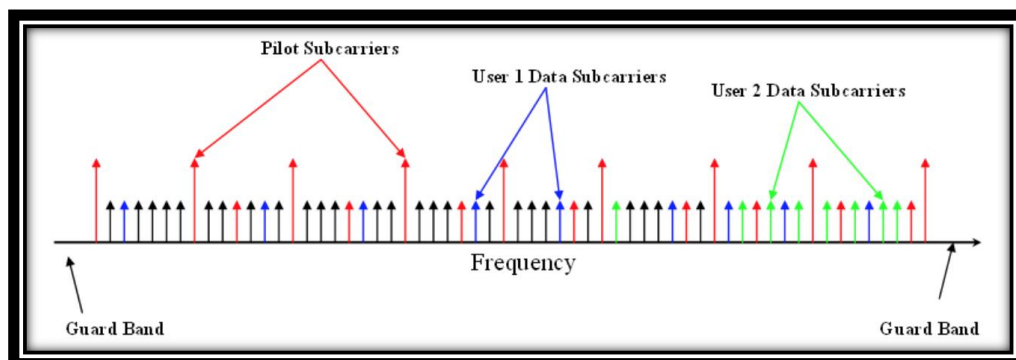 Pilot Subcarriers
User 1 Data Subcarriers
User 2 Data Subcarriers
Frequency
Guard Band
Guard Band